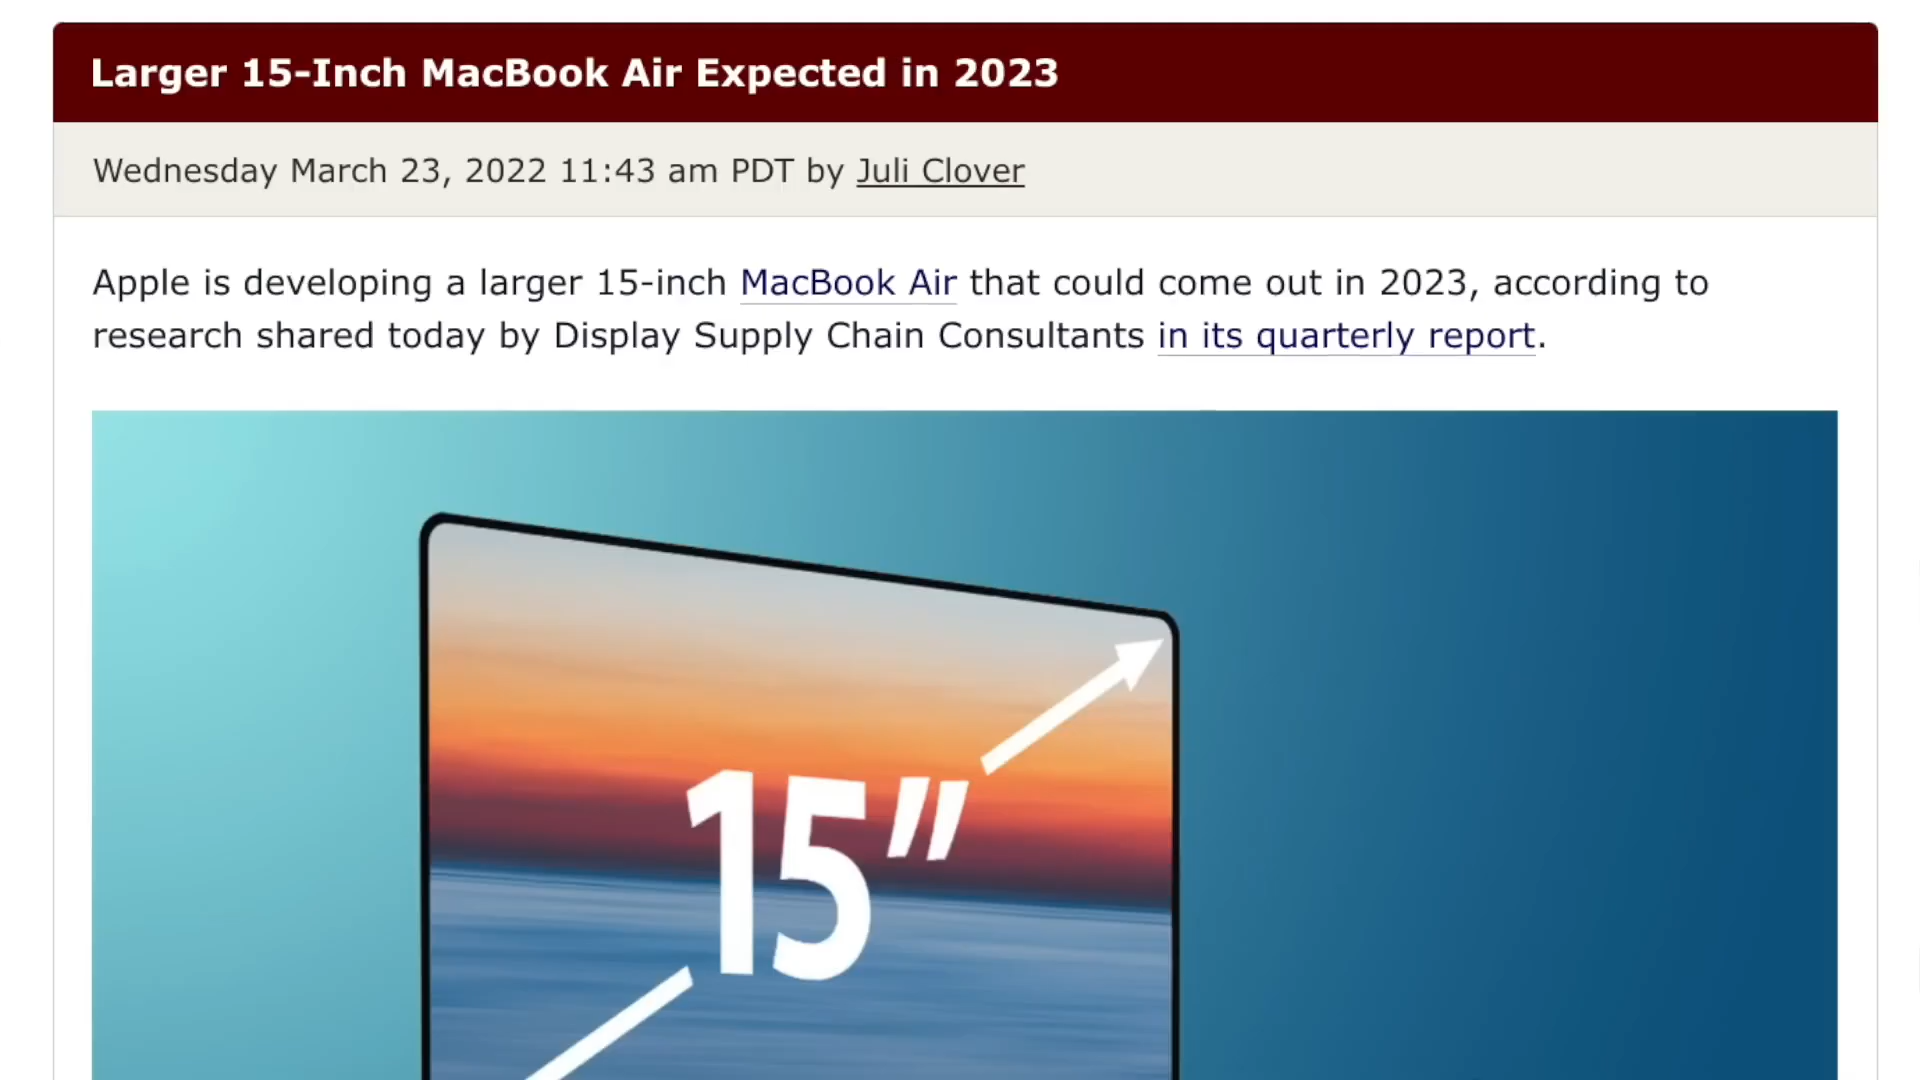 Larger 15-Inch MacBook Air Expected in 2023
Wednesday March 23, 2022 11:43 am PDT by Juli Clover
Apple is developing a larger 15-inch MacBook Air that could come out in 2023, according to
research shared today by Display Supply Chain Consultants in its quarterly report.
15"